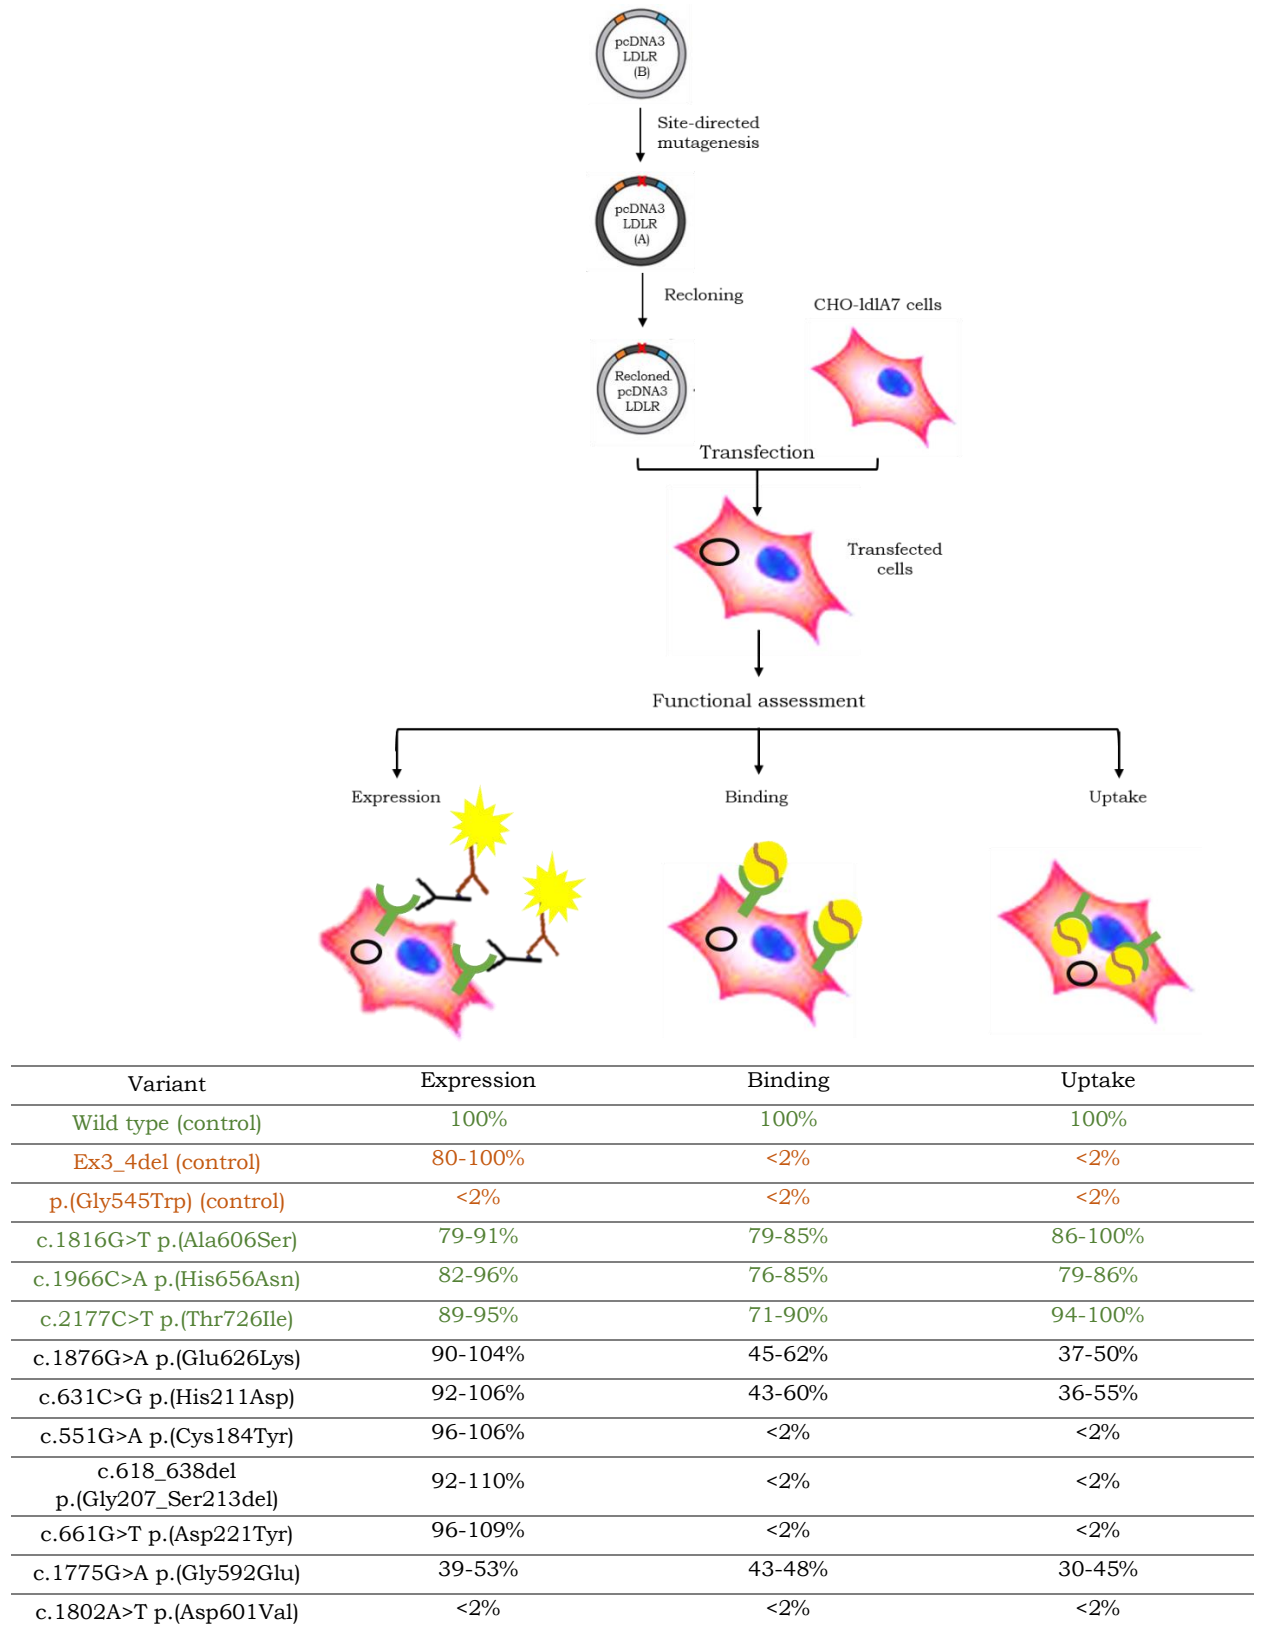 pcDNA3
LDLR
(B)
Site-directed
mutagenesis
pcDNA3
LDLR
(A)
Recloning
CHO-ldlA7 cells
Recloned
pcDNA3
LDLR
Transfection
Transfected
cells
Functional assessment
Expression
Binding
Uptake
Variant Expression Binding Uptake
Wild type (control) 100% 100% 100%
Ex3_4del (control) 80-100% <2% <2%
p.(Gly545Trp) (control) <2% <2% <2%
c.1816G>T p.(Ala606Ser) 79-91% 79-85% 86-100%
c.1966C>A p.(His656Asn) 82-96% 76-85% 79-86%
c.2177C>T p.(Thr726Ile) 89-95% 71-90% 94-100%
c.1876G>A p.(Glu626Lys) 90-104% 45-62% 37-50%
c.631C>G p.(His211Asp) 92-106% 43-60% 36-55%
c.551G>A p.(Cys184Tyr) 96-106% <2% <2%
c.618_638del
p.(Gly207_Ser213del) 92-110% <2% <2%
c.661G>T p.(Asp221Tyr) 96-109% <2% <2%
c.1775G>A p.(Gly592Glu) 39-53% 43-48% 30-45%
c.1802A>T p.(Asp601Val) <2% <2% <2%